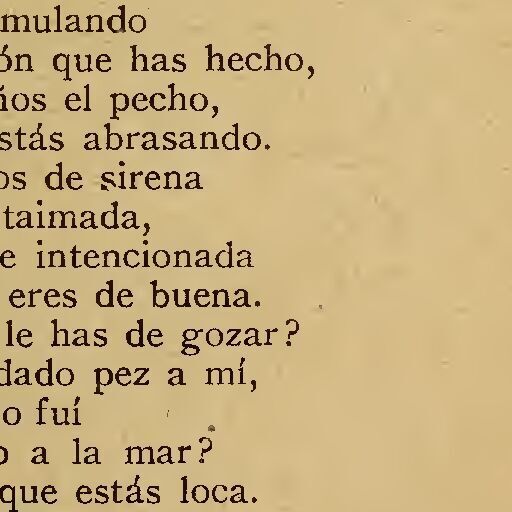 mulando
ón que has hecho,
ños el pecho,
stás abrasando.
os de sirena
taimada,
e intencionada
eres de buena.
le has de gozar?
dado pez a mí,
o fuí
o a la mar?
que estás loca.